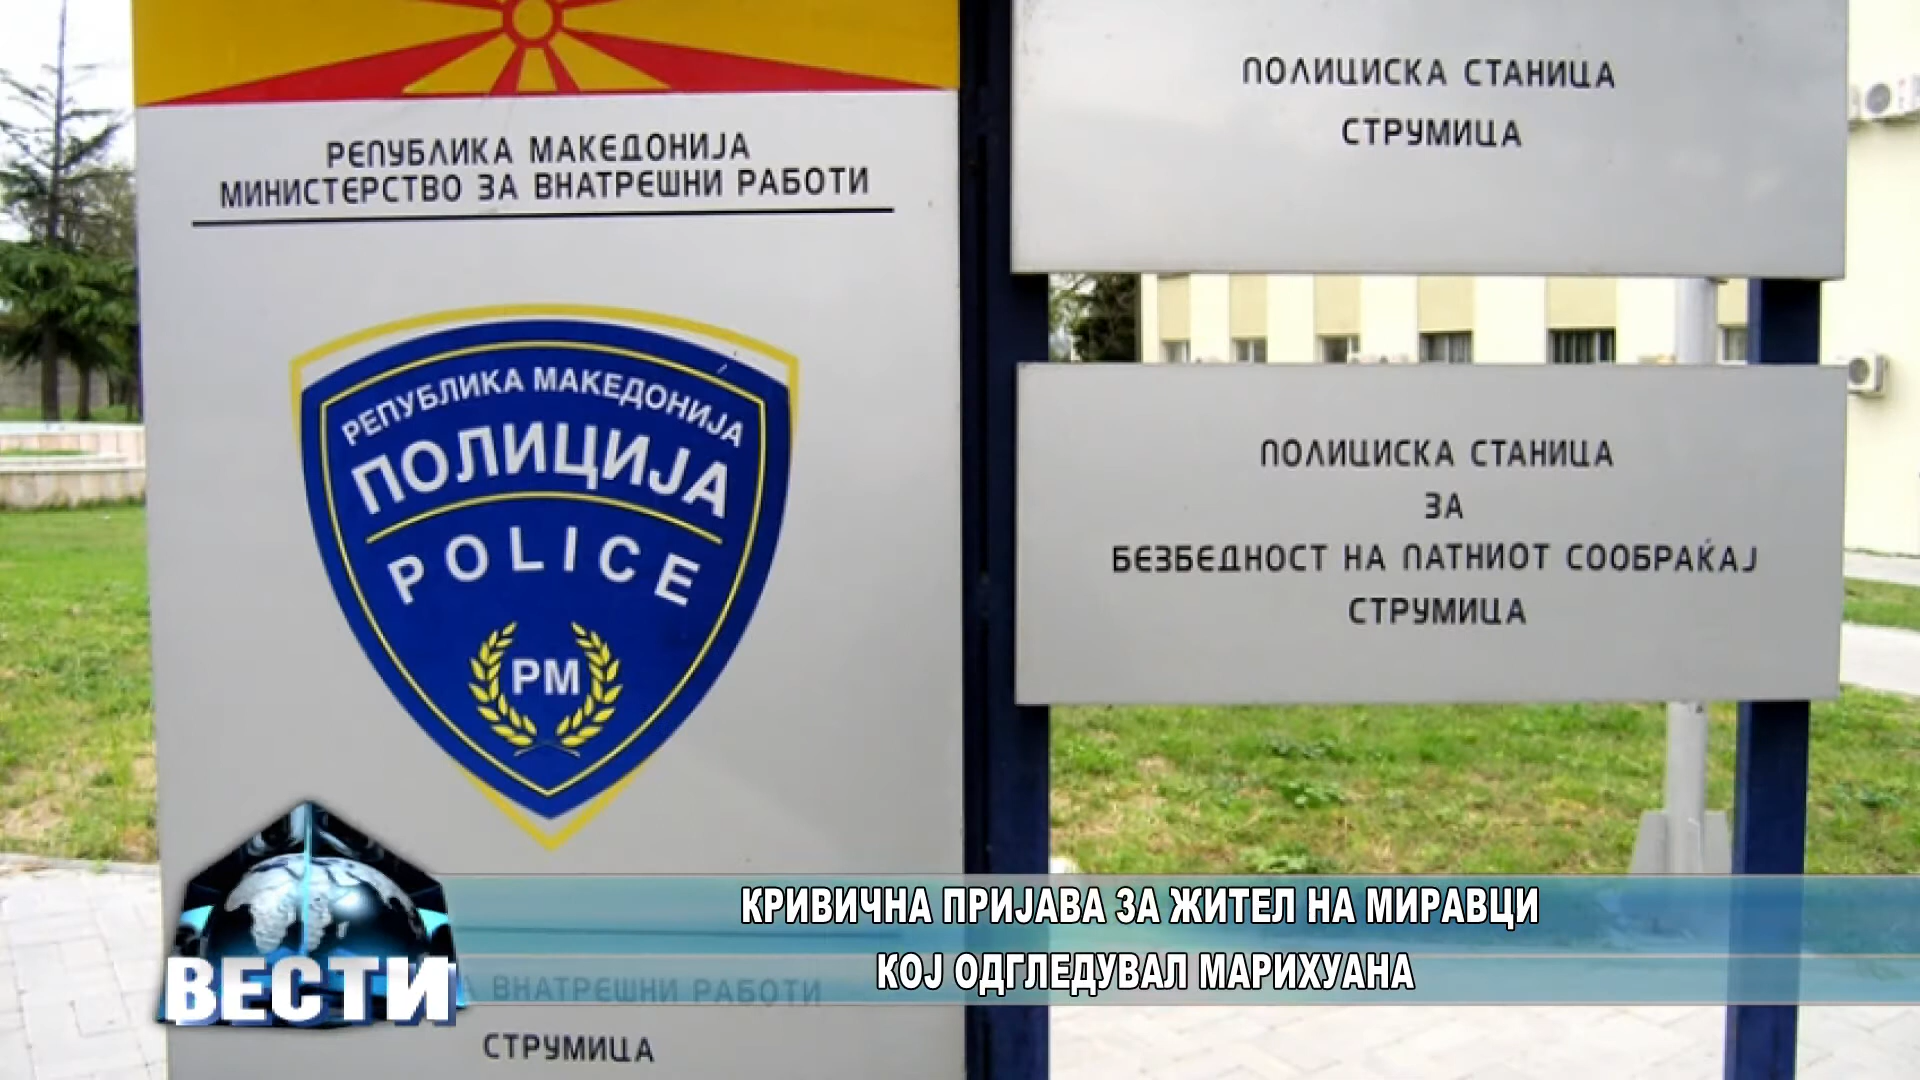 РЕПУБЛИКА МАКЕДОНИЈА
МИНИСТЕРСТВО ЗА ВНАТРЕШНИ РАБОТИ
РЕПУБЛИКА МАКЕДОНИЈА
ПОЛИЦИЈА
POLICE
РМ
ПОЛИЦИСКА СТАНИЦА
СТРУМИЦА
ПОЛИЦИСКА СТАНИЦА
ЗА
БЕЗБЕДНОСТ НА ПАТНИОТ СООБРАЌАЈ
СТРУМИЦА
КРИВИЧНА ПРИЈАВА ЗА ЖИТЕЛ НА МИРАВЦИ
КОЈ ОДГЛЕДУВАЛ МАРИХУАНА
ВЕСТИ
ВНАТРЕШНИ РАБОТИ
СТРУМИЦА